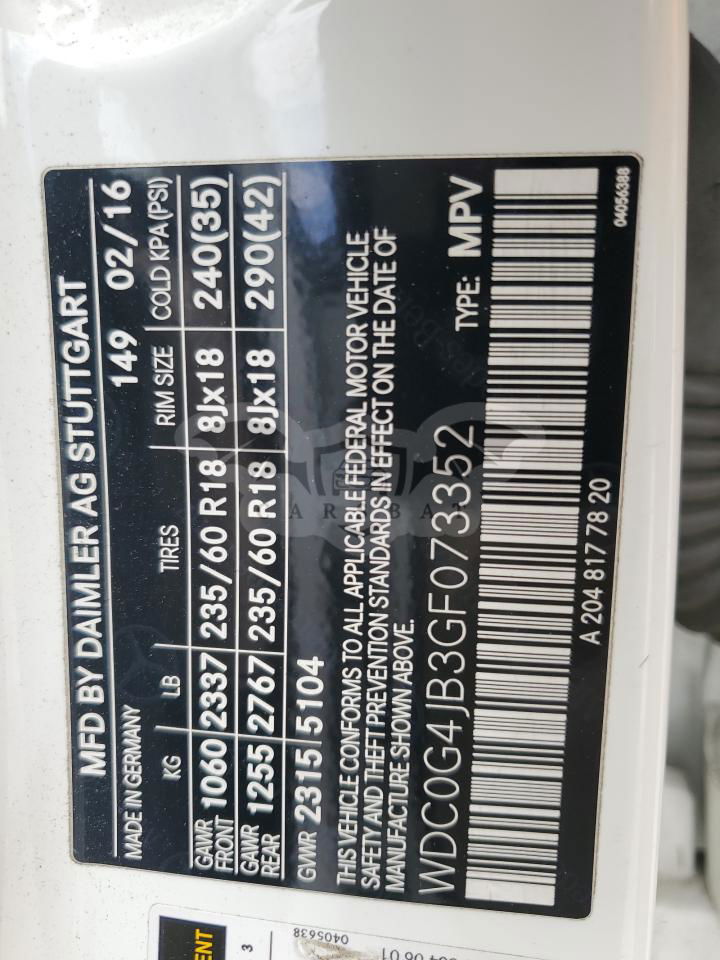 MFD BY DAIMLER AG STUTTGART
MADE IN GERMANY 149 02/16
KG LB TIRES RIM SIZE COLD KPA(PSI)
GAWR FRONT 1060 2337 235/60 R18 8Jx18 240(35)
GAWR REAR 1255 2767 235/60 R18 8Jx18 290(42)
GVWR 2315 5104
THIS VEHICLE CONFORMS TO ALL APPLICABLE FEDERAL MOTOR VEHICLE
SAFETY AND THEFT PREVENTION STANDARDS IN EFFECT ON THE DATE OF
MANUFACTURE SHOWN ABOVE.
WDC0G4JB3GF073352 TYPE: MPV
A 204 817 78 20 04056388
3
0405638